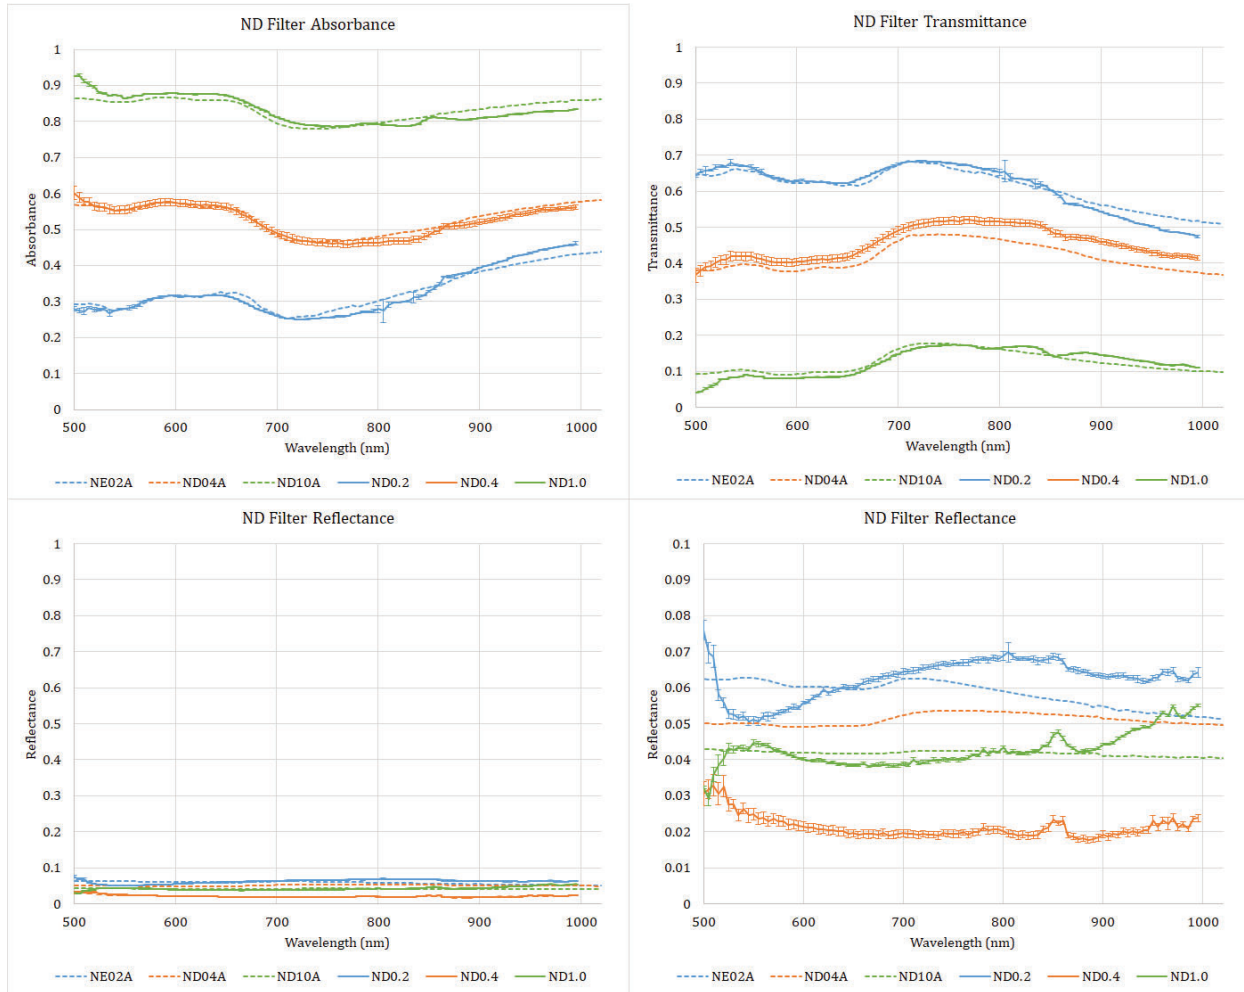 ND Filter Absorbance
1
0.9
0.8
0.7
0.6
0.5
0.4
0.3
0.2
0.1
0
Absorbance
500 600 700 800 900 1000
Wavelength (nm)
NE02A ND04A ND10A ND0.2 ND0.4 ND1.0
ND Filter Transmittance
1
0.9
0.8
0.7
0.6
0.5
0.4
0.3
0.2
0.1
0
Transmittance
500 600 700 800 900 1000
Wavelength (nm)
NE02A ND04A ND10A ND0.2 ND0.4 ND1.0
ND Filter Reflectance
1
0.9
0.8
0.7
0.6
0.5
0.4
0.3
0.2
0.1
0
Reflectance
500 600 700 800 900 1000
Wavelength (nm)
NE02A ND04A ND10A ND0.2 ND0.4 ND1.0
ND Filter Reflectance
0.1
0.09
0.08
0.07
0.06
0.05
0.04
0.03
0.02
0.01
0
Reflectance
500 600 700 800 900 1000
Wavelength (nm)
NE02A ND04A ND10A ND0.2 ND0.4 ND1.0